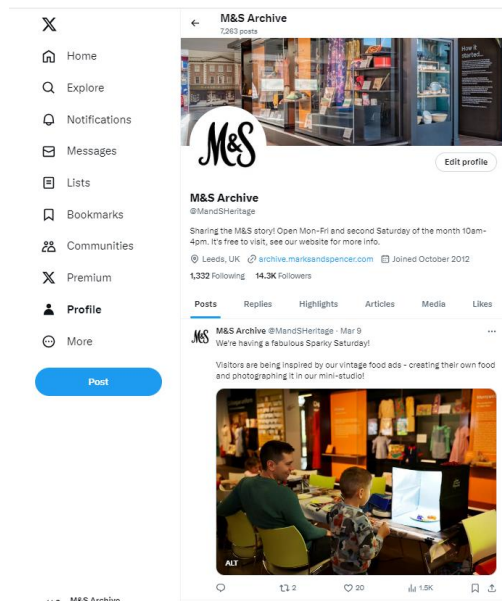 Home
Explore
Notifications
Messages
Lists
Bookmarks
Communities
Premium
Profile
More
Post
M&S Archive
M&S Archive
7,263 posts
How it
started...
M&S
Edit profile
M&S Archive
@MandSHeritage
Sharing the M&S story! Open Mon-Fri and second Saturday of the month 10am-
4pm. It's free to visit, see our website for more info.
Leeds, UK archive.marksandspencer.com Joined October 2012
1,332 Following 14.3K Followers
Posts Replies Highlights Articles Media Likes
M&S
M&S Archive @MandSHeritage · Mar 9
We're having a fabulous Sparky Saturday!
Visitors are being inspired by our vintage food ads - creating their own food
and photographing it in our mini-studio!
ALT
2 20 1.5K